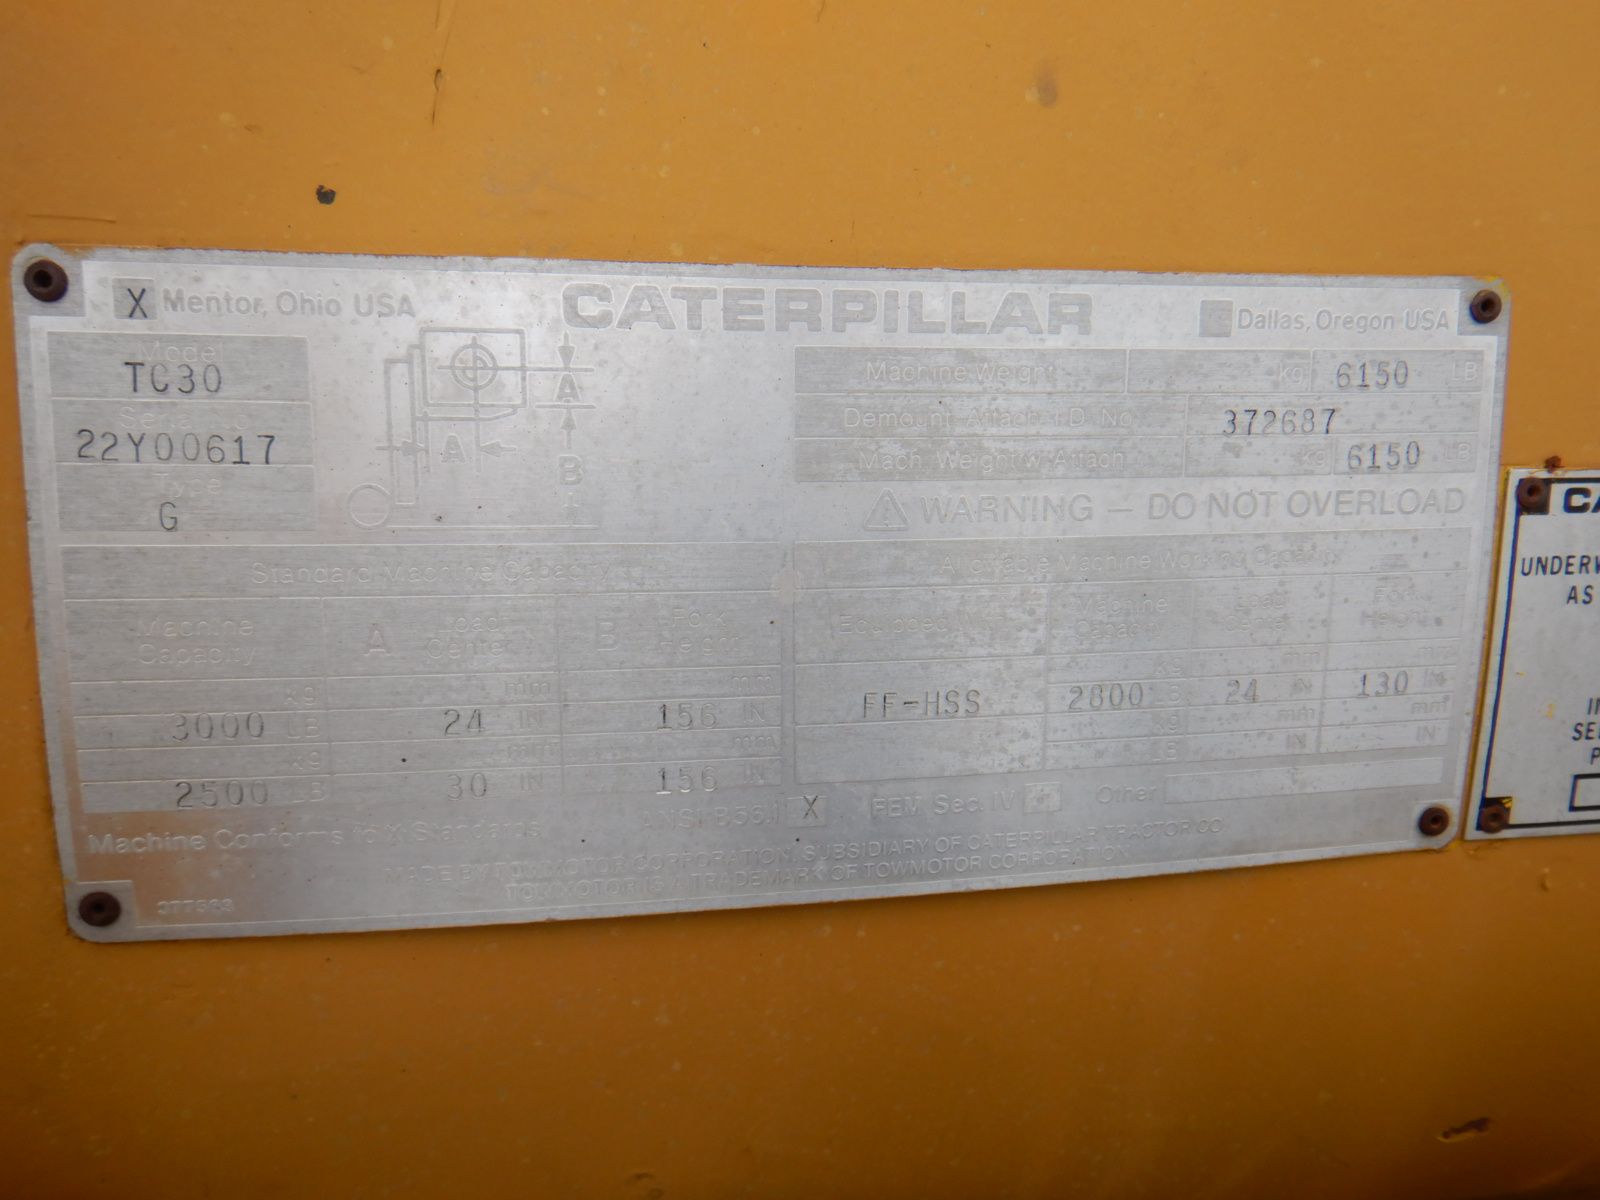 X Mentor, Ohio USA
CATERPILLAR
Dallas, Oregon USA
Model
TC30
Serial No
22Y00617
Type
G
A
A
B
Machine Weight kg 6150 LB
Demount. Attach I.D. No. 372687
Mach. Weight w/Attach kg 6150 LB
WARNING — DO NOT OVERLOAD
Standard Machine Capacity
Machine Capacity
A Load Center
B Fork Height
kg mm mm
3000 LB 24 IN 156 IN
kg mm mm
2500 LB 30 IN 156 IN
Allowable Machine Working Capacity
Equipped With
Machine Capacity
Load Center
Fork Height
kg mm mm
FF-HSS 2800 LB 24 IN 130 IN
kg mm mm
LB IN IN
Machine Conforms to X Standards ANSI B56.1 X FEM Sec. IV Other
MADE BY TOWMOTOR CORPORATION, SUBSIDIARY OF CATERPILLAR TRACTOR CO
TOWMOTOR IS A TRADEMARK OF TOWMOTOR CORPORATION
CA
UNDERW
AS
IN
SE
P